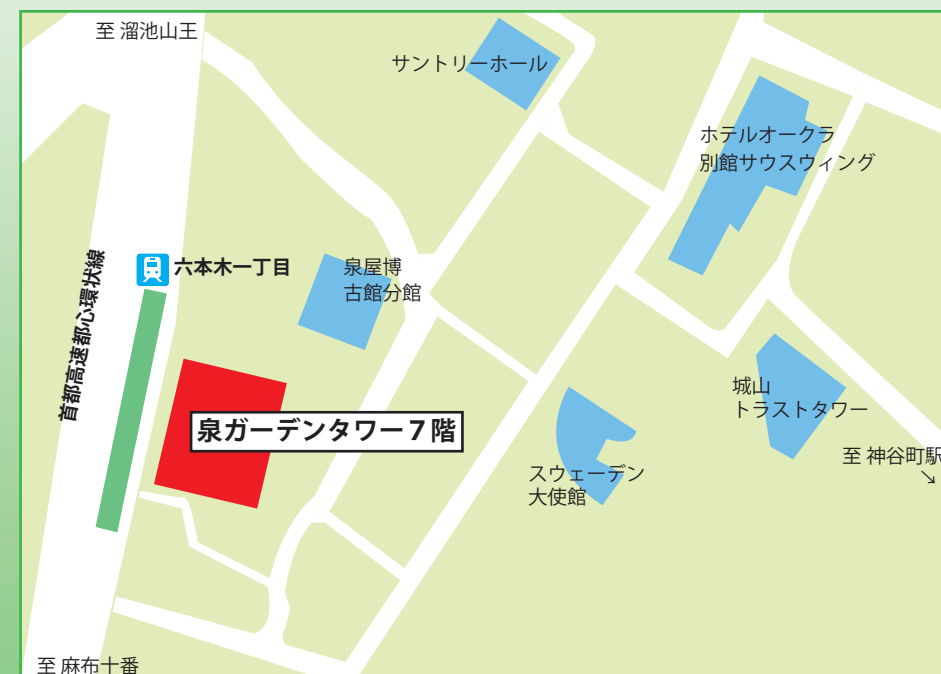 至 溜池山王
サントリーホール
ホテルオークラ
別館サウスウィング
首都高速都心環状線
六本木一丁目
泉屋博
古館分館
泉ガーデンタワー７階
城山
トラストタワー
スウェーデン
大使館
至 神谷町駅
↘
至 麻布十番